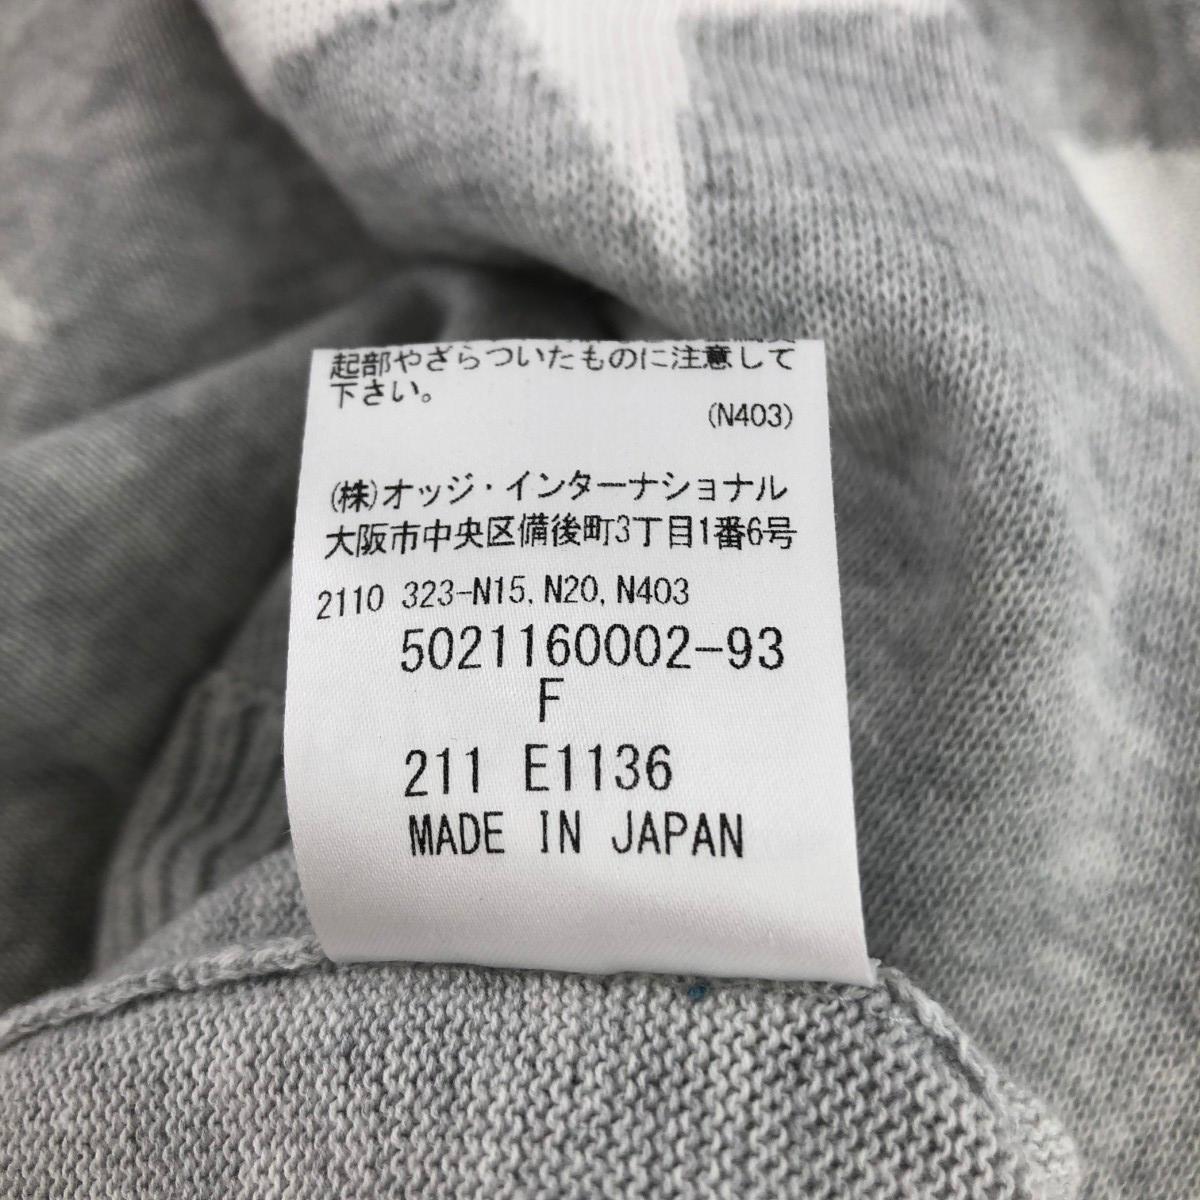 起部やざらついたものに注意して
下さい。
(N403)
(株)オッジ・インターナショナル
大阪市中央区備後町3丁目1番6号
2110 323-N15, N20, N403
5021160002-93
F
211 E1136
MADE IN JAPAN